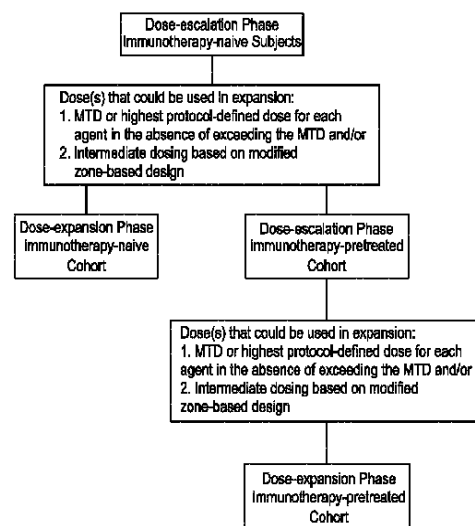 Dose-escalation Phase
Immunotherapy-naive Subjects
Dose(s) that could be used in expansion:
1. MTD or highest protocol-defined dose for each
agent in the absence of exceeding the MTD and/or
2. Intermediate dosing based on modified
zone-based design
Dose-expansion Phase
immunotherapy-naive
Cohort
Dose-escalation Phase
Immunotherapy-pretreated
Cohort
Dose(s) that could be used in expansion:
1. MTD or highest protocol-defined dose for each
agent in the absence of exceeding the MTD and/or
2. Intermediate dosing based on modified
zone-based design
Dose-expansion Phase
Immunotherapy-pretreated
Cohort